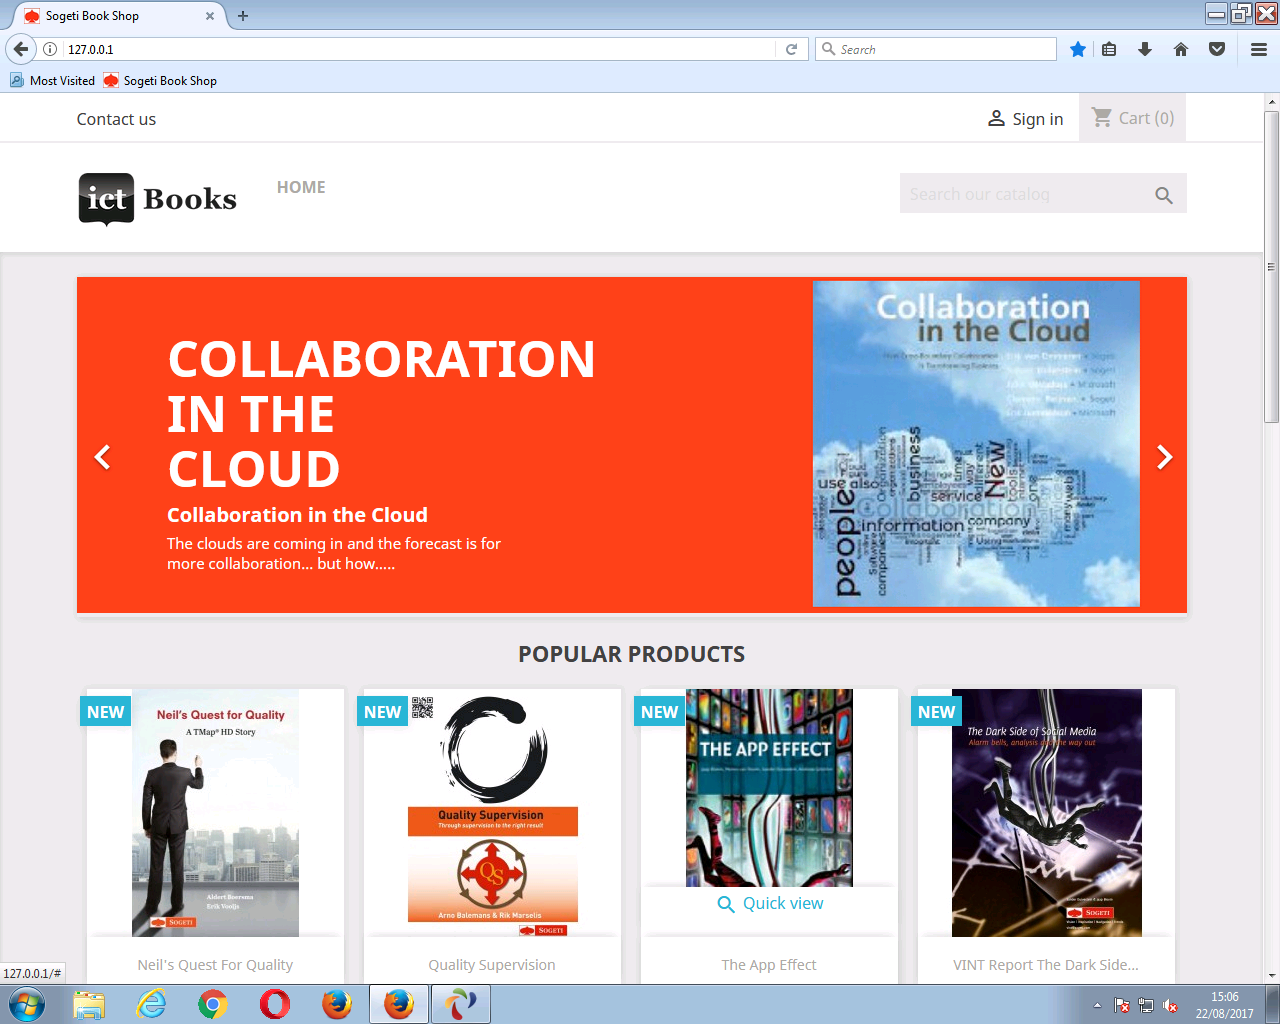 Sogeti Book Shop
127.0.0.1
Search
Most Visited
Sogeti Book Shop
Contact us
Sign in
Cart (0)
ict Books
HOME
Search our catalog
COLLABORATION
IN THE
CLOUD
Collaboration in the Cloud
The clouds are coming in and the forecast is for
more collaboration... but how.....
Collaboration
in the Cloud
people
use also
business
New
service
information
company
POPULAR PRODUCTS
NEW
Neil's Quest for Quality
A TMap® HD Story
Aldert Boersma
Erik Vooijs
SOGETI
Neil's Quest For Quality
NEW
Quality Supervision
Through supervision to the right result
QS
Arno Balemans & Rik Marselis
SOGETI
Quality Supervision
NEW
THE APP EFFECT
Quick view
The App Effect
NEW
The Dark Side of Social Media
Alarm bells, analysis and the way out
SOGETI
VINT Report The Dark Side...
127.0.0.1/#
15:06
22/08/2017